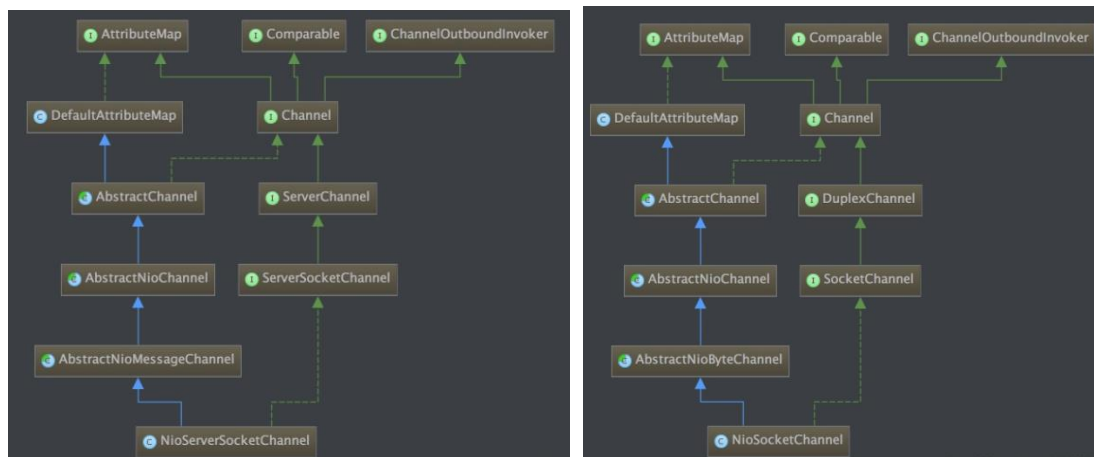 AttributeMap
Comparable
ChannelOutboundInvoker
DefaultAttributeMap
Channel
AbstractChannel
ServerChannel
AbstractNioChannel
ServerSocketChannel
AbstractNioMessageChannel
NioServerSocketChannel
AttributeMap
Comparable
ChannelOutboundInvoker
DefaultAttributeMap
Channel
AbstractChannel
DuplexChannel
AbstractNioChannel
SocketChannel
AbstractNioByteChannel
NioSocketChannel